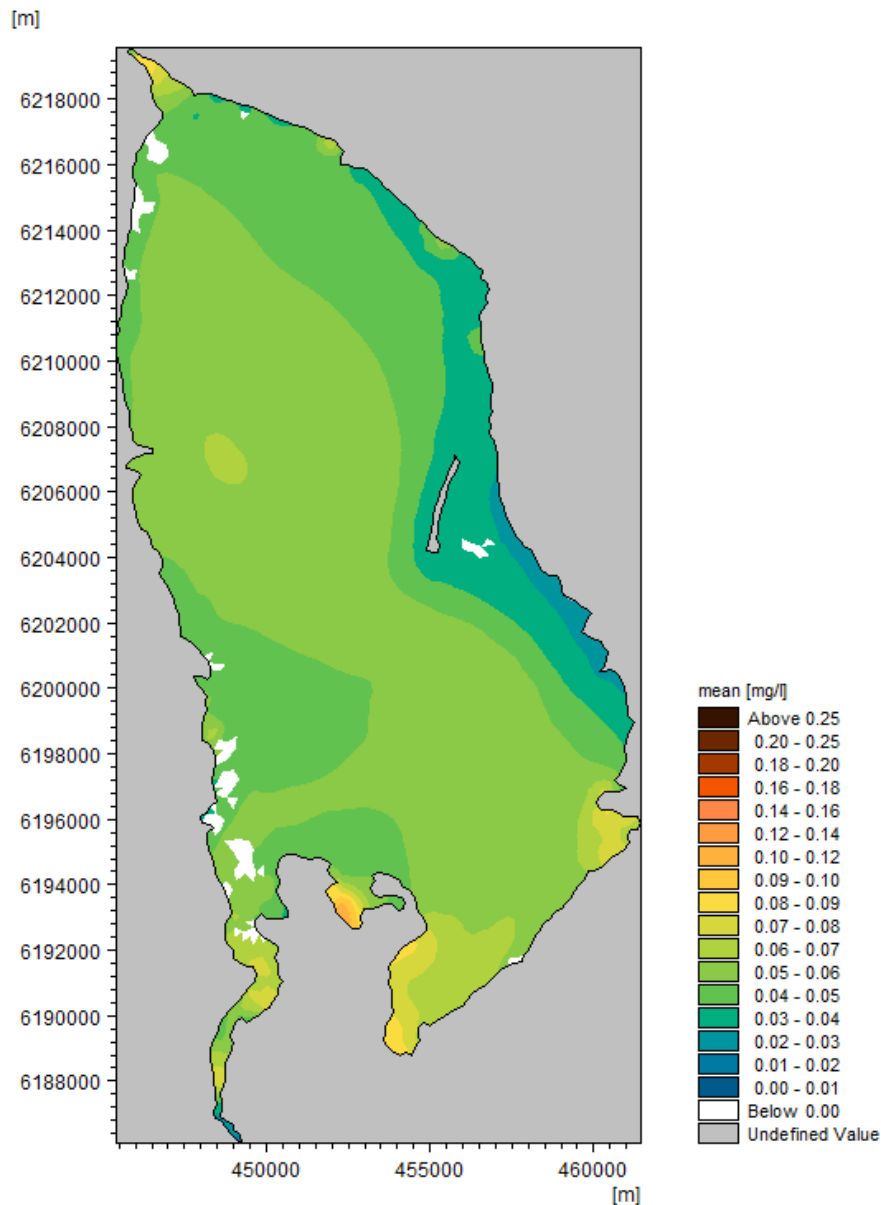 [m]
6218000
6216000
6214000
6212000
6210000
6208000
6206000
6204000
6202000
6200000
6198000
6196000
6194000
6192000
6190000
6188000
450000 455000 460000
[m]
mean [mg/l]
Above 0.25
0.20 - 0.25
0.18 - 0.20
0.16 - 0.18
0.14 - 0.16
0.12 - 0.14
0.10 - 0.12
0.09 - 0.10
0.08 - 0.09
0.07 - 0.08
0.06 - 0.07
0.05 - 0.06
0.04 - 0.05
0.03 - 0.04
0.02 - 0.03
0.01 - 0.02
0.00 - 0.01
Below 0.00
Undefined Value